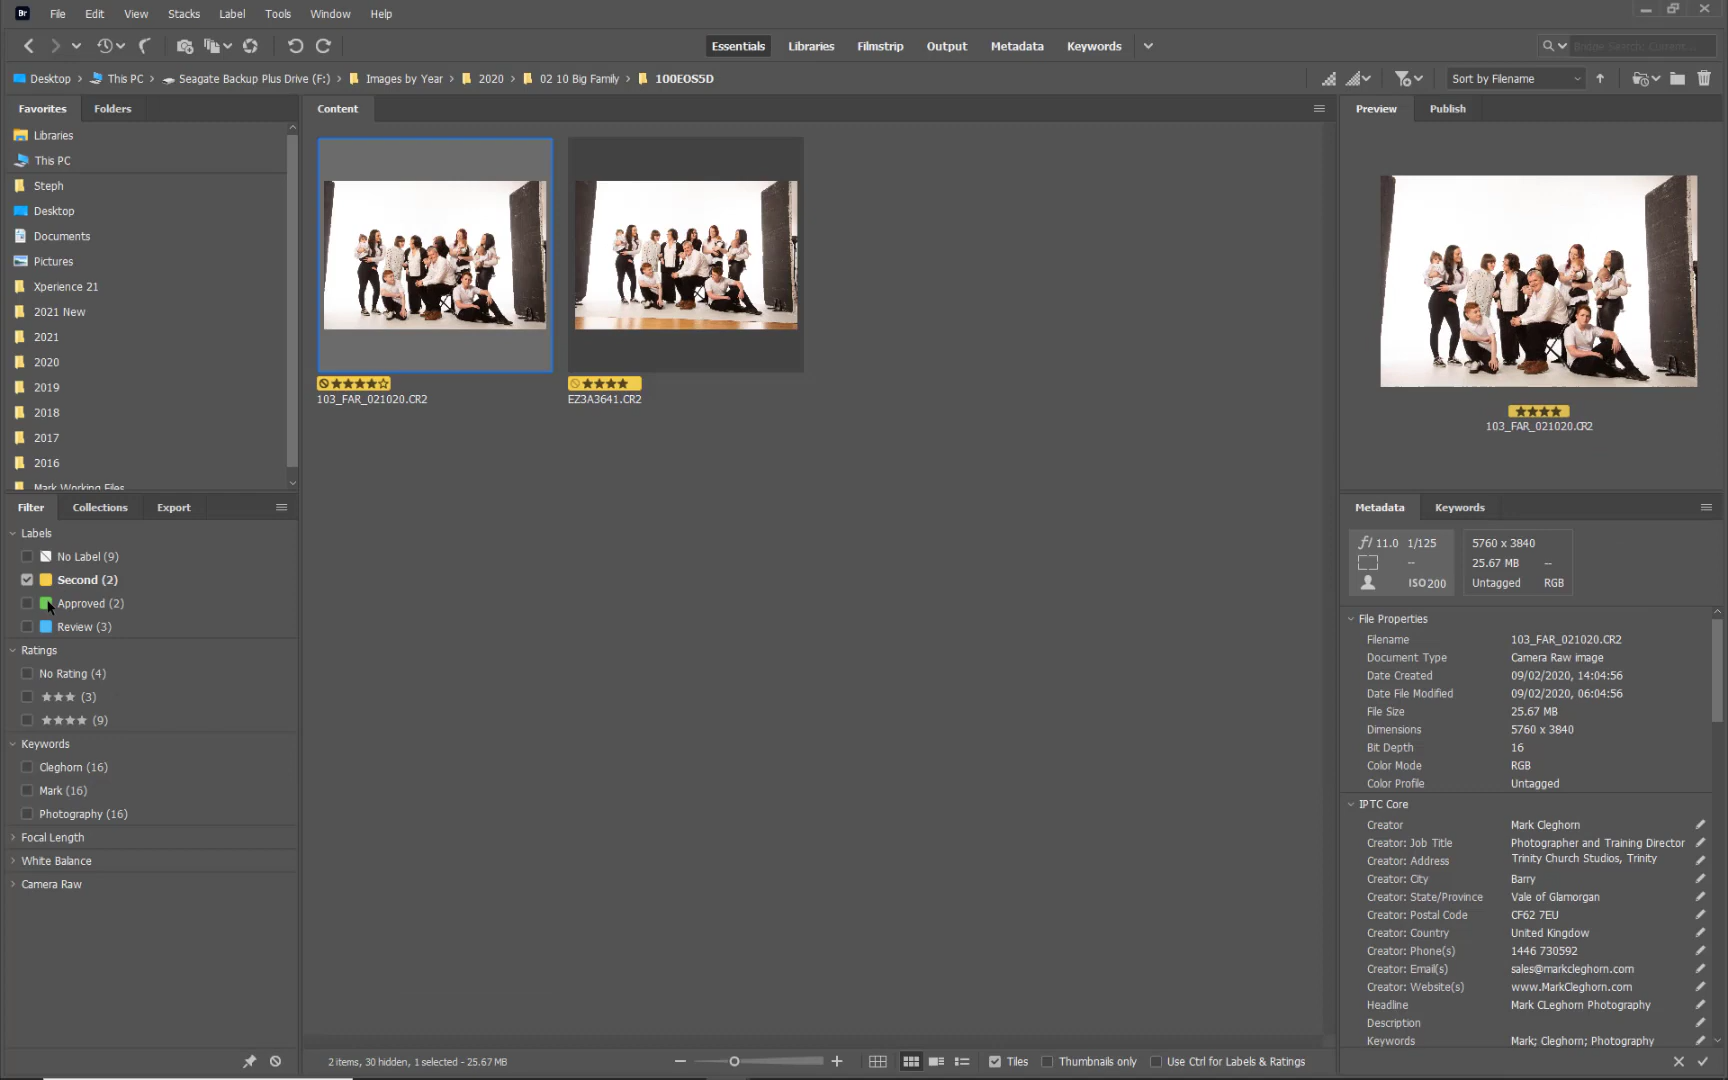 Br File Edit View Stacks Label Tools Window Help
Essentials Libraries Filmstrip Output Metadata Keywords
Desktop This PC Seagate Backup Plus Drive (F:) Images by Year 2020 02 10 Big Family 100EOS5D
Sort by Filename
Favorites Folders
Libraries
This PC
Steph
Desktop
Documents
Pictures
Xperience 21
2021 New
2021
2020
2019
2018
2017
2016
Mark Working Files
Filter Collections Export
Labels
No Label (9)
Second (2)
Approved (2)
Review (3)
Ratings
No Rating (4)
★★★ (3)
★★★★ (9)
Keywords
Cleghorn (16)
Mark (16)
Photography (16)
Focal Length
White Balance
Camera Raw
Content
103_FAR_021020.CR2
EZ3A3641.CR2
2 items, 30 hidden, 1 selected - 25.67 MB
Tiles Thumbnails only Use Ctrl for Labels & Ratings
Preview Publish
103_FAR_021020.CR2
Metadata Keywords
f/ 11.0 1/125
--
ISO200
5760 x 3840
25.67 MB --
Untagged RGB
File Properties
Filename 103_FAR_021020.CR2
Document Type Camera Raw image
Date Created 09/02/2020, 14:04:56
Date File Modified 09/02/2020, 06:04:56
File Size 25.67 MB
Dimensions 5760 x 3840
Bit Depth 16
Color Mode RGB
Color Profile Untagged
IPTC Core
Creator Mark Cleghorn
Creator: Job Title Photographer and Training Director
Creator: Address Trinity Church Studios, Trinity
Creator: City Barry
Creator: State/Province Vale of Glamorgan
Creator: Postal Code CF62 7EU
Creator: Country United Kingdow
Creator: Phone(s) 1446 730592
Creator: Email(s) sales@markcleghorn.com
Creator: Website(s) www.MarkCleghorn.com
Headline Mark CLeghorn Photography
Description
Keywords Mark; Cleghorn; Photography